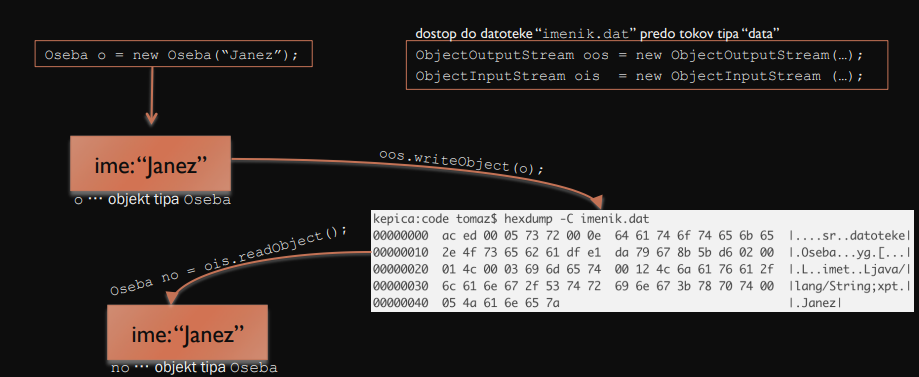 dostop do datoteke “imenik.dat” predo tokov tipa “data”
Oseba o = new Oseba(“Janez”);
ObjectOutputStream oos = new ObjectOutputStream(…);
ObjectInputStream ois  = new ObjectInputStream (…);
ime:“Janez”
o … objekt tipa Oseba
oos.writeObject(o);
kepica:code tomaz$ hexdump -C imenik.dat
00000000  ac ed 00 05 73 72 00 0e  64 61 74 6f 74 65 6b 65  |....sr..datoteke|
00000010  2e 4f 73 65 62 61 df e1  da 79 67 8b 5b d6 02 00  |.Oseba...yg.[...|
00000020  01 4c 00 03 69 6d 65 74  00 12 4c 6a 61 76 61 2f  |.L..imet..Ljava/|
00000030  6c 61 6e 67 2f 53 74 72  69 6e 67 3b 78 70 74 00  |lang/String;xpt.|
00000040  05 4a 61 6e 65 7a  |.Janez|
Oseba no = ois.readObject();
ime:“Janez”
no … objekt tipa Oseba